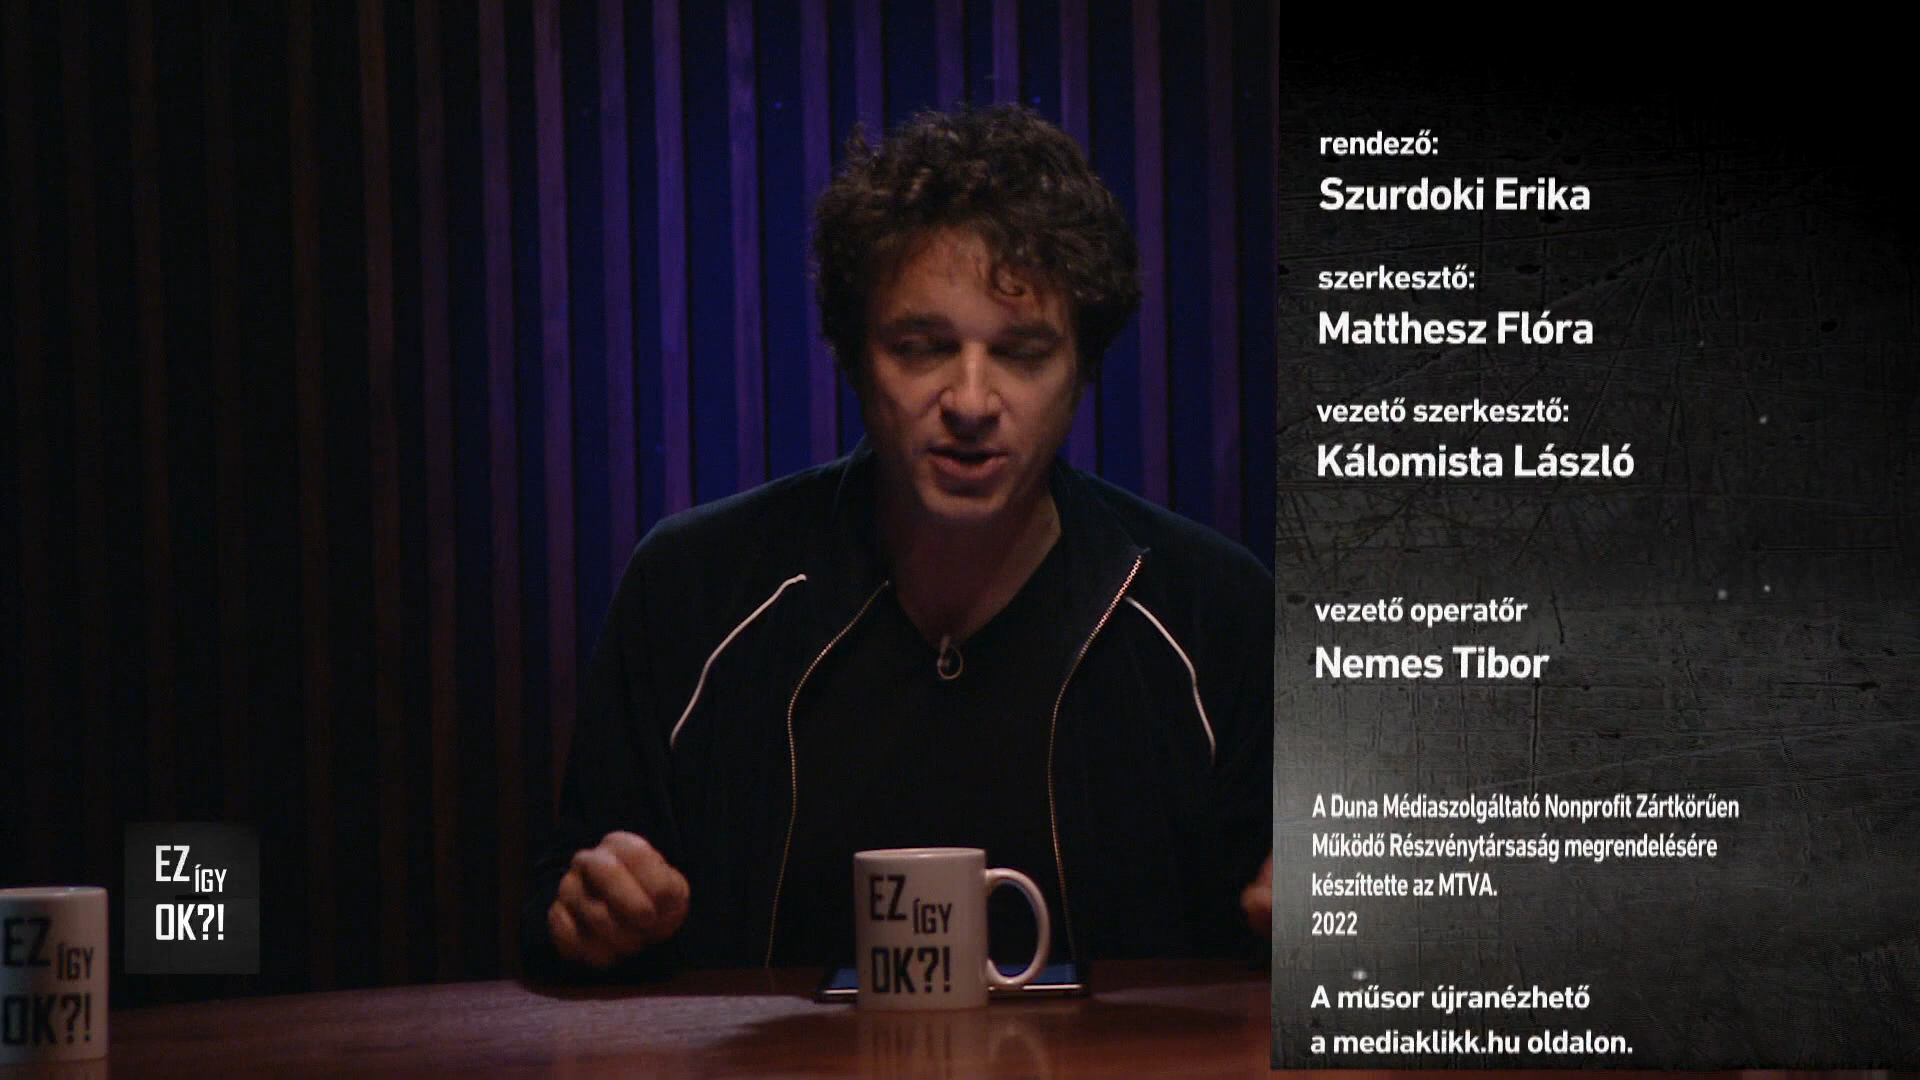 rendező:
Szurdoki Erika
szerkesztő:
Matthesz Flóra
vezető szerkesztő:
Kálomista László
vezető operatőr
Nemes Tibor
A Duna Médiaszolgáltató Nonprofit Zártkörűen
Működő Részvénytársaság megrendelésére
készíttette az MTVA.
2022
A műsor újranézhető
a mediaklikk.hu oldalon.
EZ ÍGY
OK?!
EZ ÍGY
OK?!
EZ ÍGY
OK?!